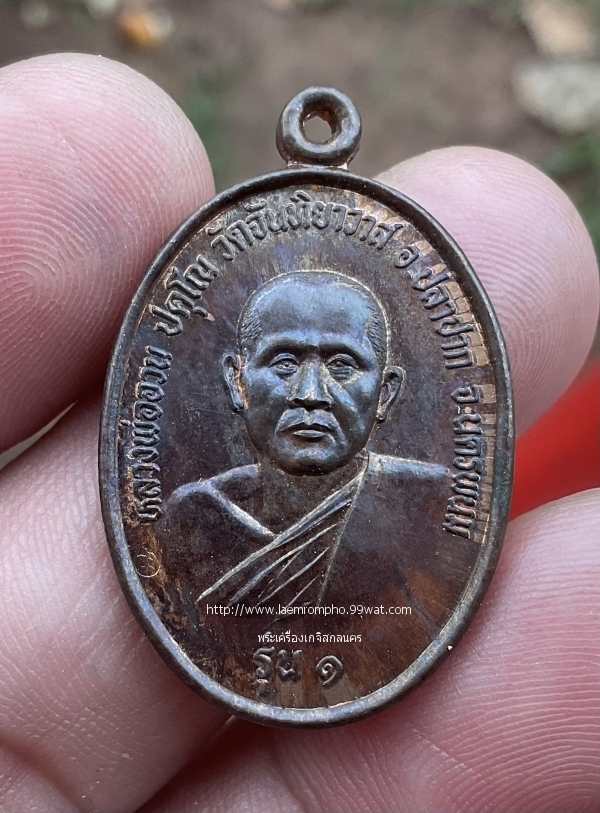 หลวงพ่ออวน ปคุโณ วัดจันทิยาวาส อ.ปลาปาก จ.นครพนม
http://www.laemrompho.99wat.com
พระเครื่องเกจิสกลนคร
รุ่น ๑